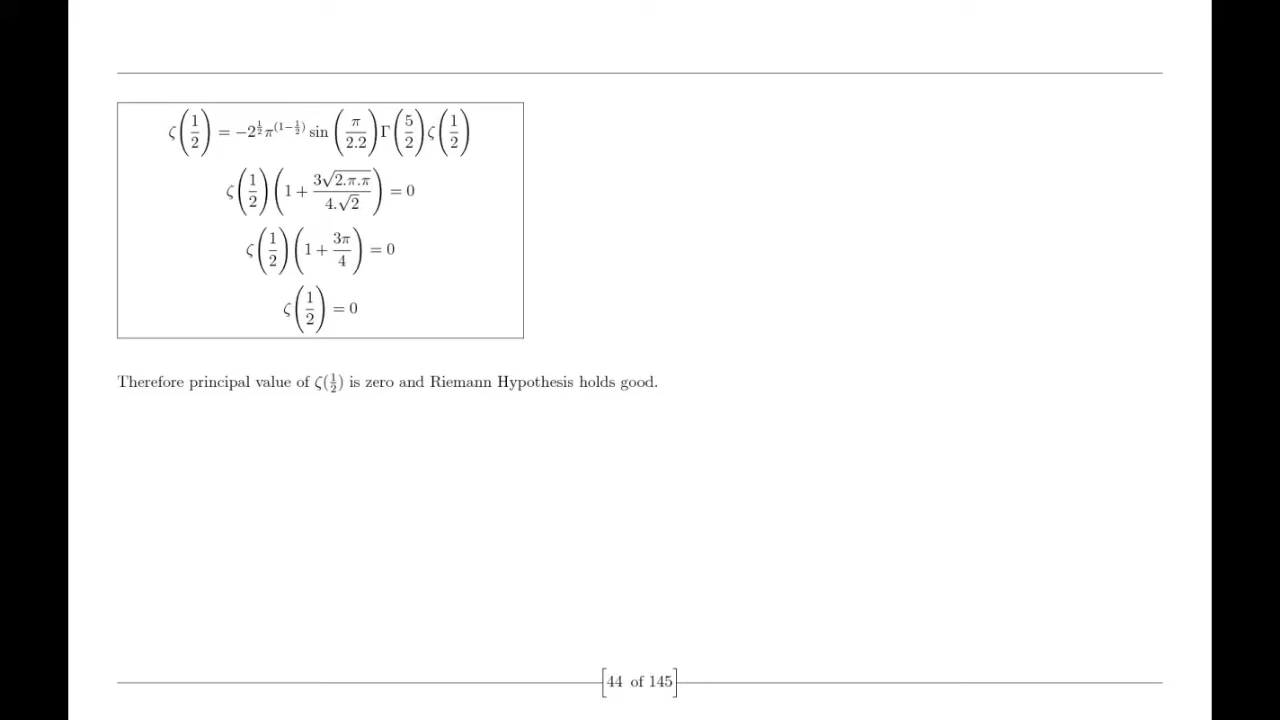 ζ(1/2) = −2^{1/2} π^{(1−1/2)} sin(π/2.2) Γ(5/2) ζ(1/2)
ζ(1/2) (1 + 3√2.π.π / 4.√2) = 0
ζ(1/2) (1 + 3π/4) = 0
ζ(1/2) = 0
Therefore principal value of ζ(1/2) is zero and Riemann Hypothesis holds good.
44 of 145